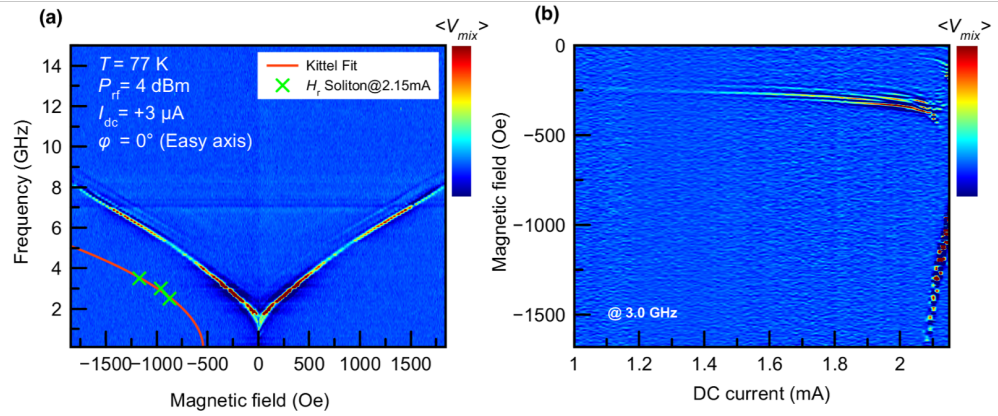 (a)
<V_mix>
(b)
<V_mix>
T = 77 K
P_rf = 4 dBm
I_dc = +3 μA
φ = 0° (Easy axis)
Kittel Fit
H_r Soliton@2.15mA
Frequency (GHz)
14
12
10
8
6
4
2
−1500
−1000
−500
0
500
1000
1500
Magnetic field (Oe)
Magnetic field (Oe)
0
−500
−1000
−1500
@ 3.0 GHz
1
1.2
1.4
1.6
1.8
2
DC current (mA)